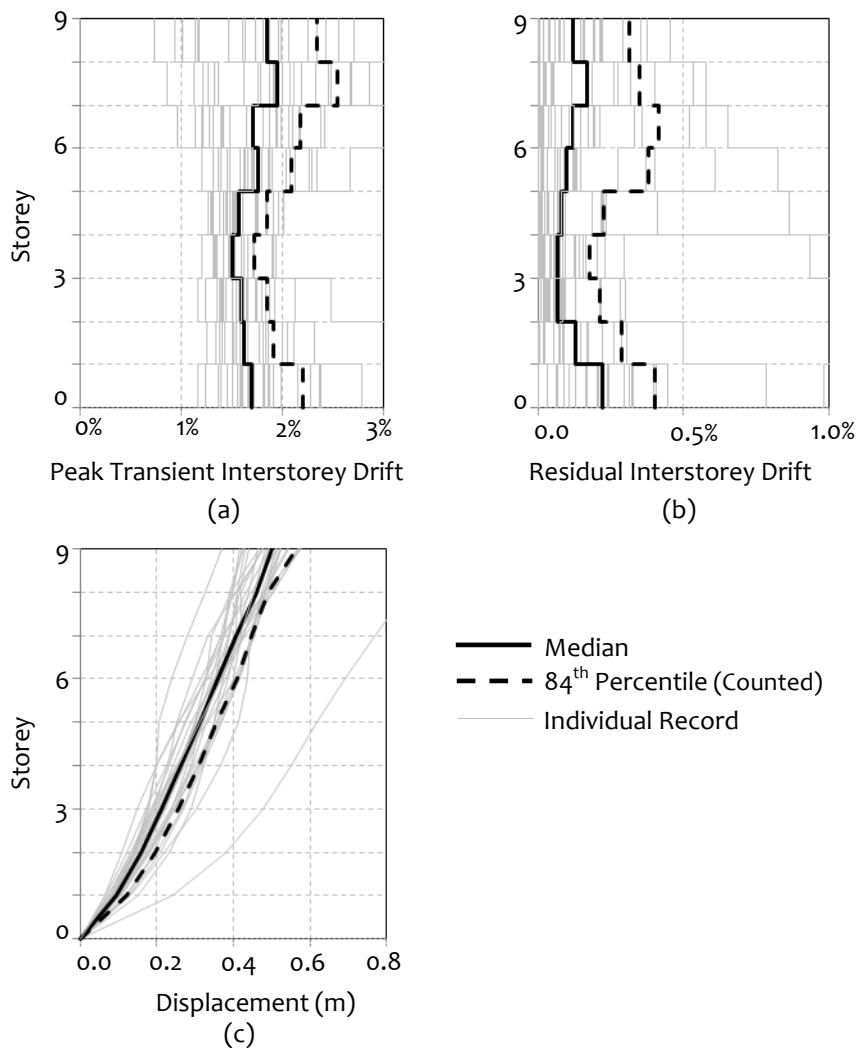 9
6
3
0
Storey
0%
1%
2%
3%
Peak Transient Interstorey Drift
(a)
9
6
3
0
0.0
0.5%
1.0%
Residual Interstorey Drift
(b)
9
6
3
0
Storey
0.0
0.2
0.4
0.6
0.8
Displacement (m)
(c)
Median
84th Percentile (Counted)
Individual Record